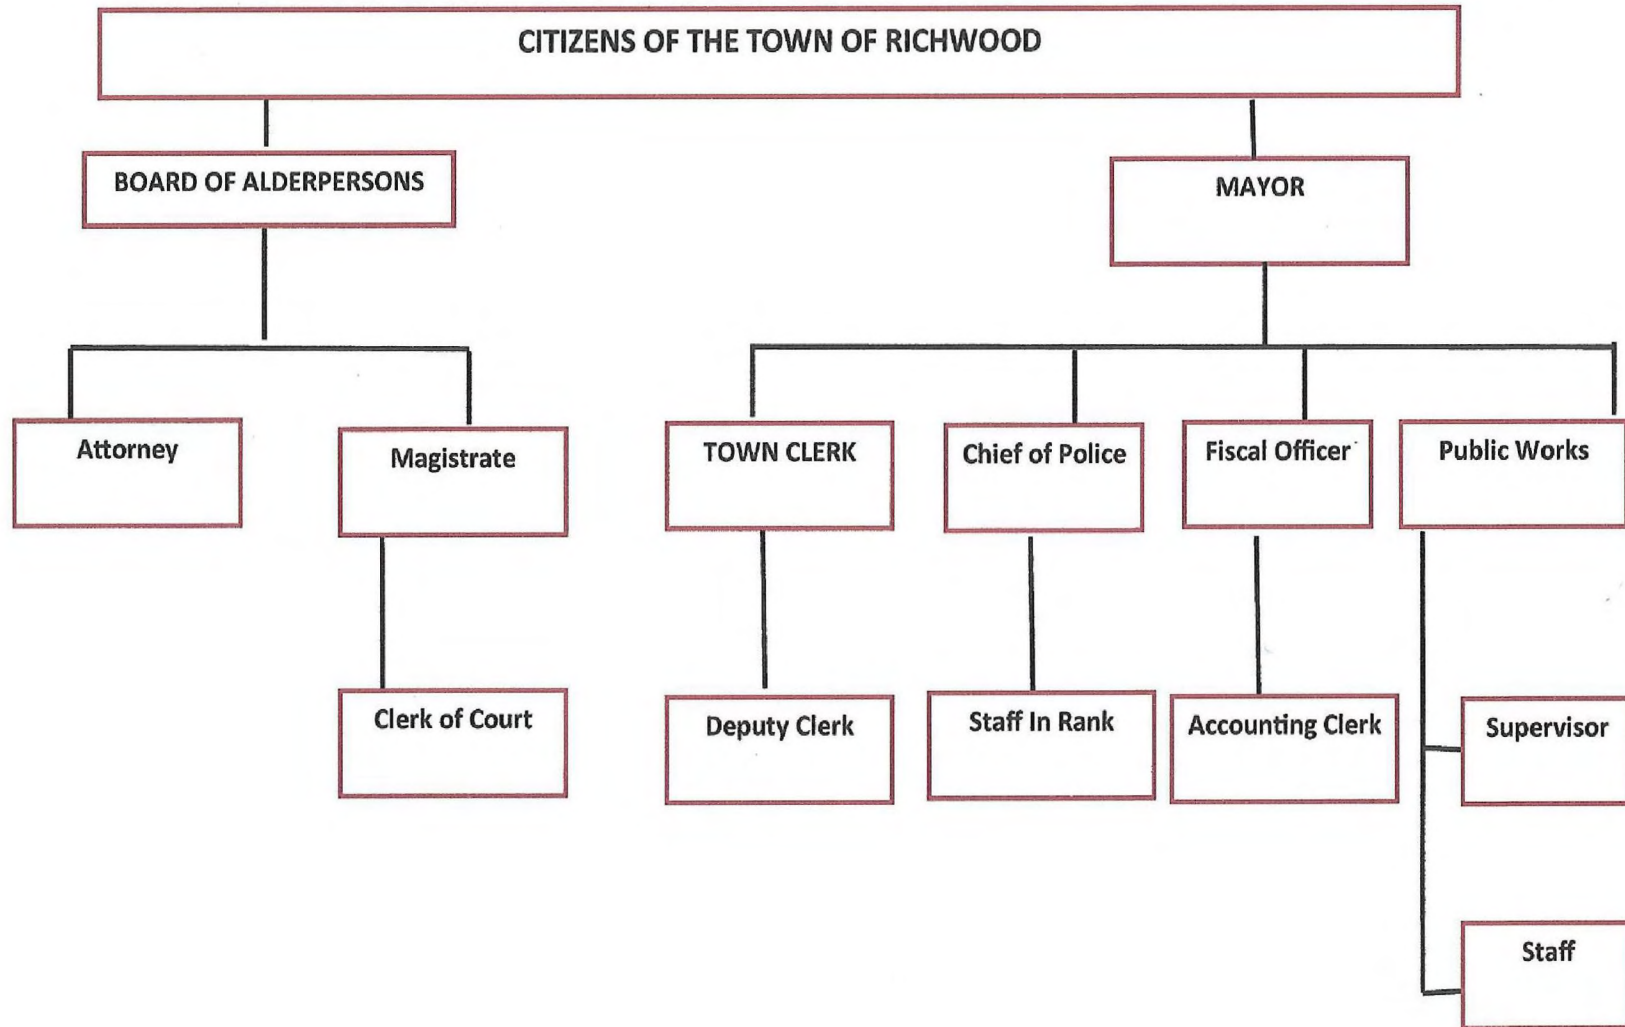 CITIZENS OF THE TOWN OF RICHWOOD
BOARD OF ALDERPERSONS
MAYOR
Attorney
Magistrate
TOWN CLERK
Chief of Police
Fiscal Officer
Public Works
Clerk of Court
Deputy Clerk
Staff In Rank
Accounting Clerk
Supervisor
Staff